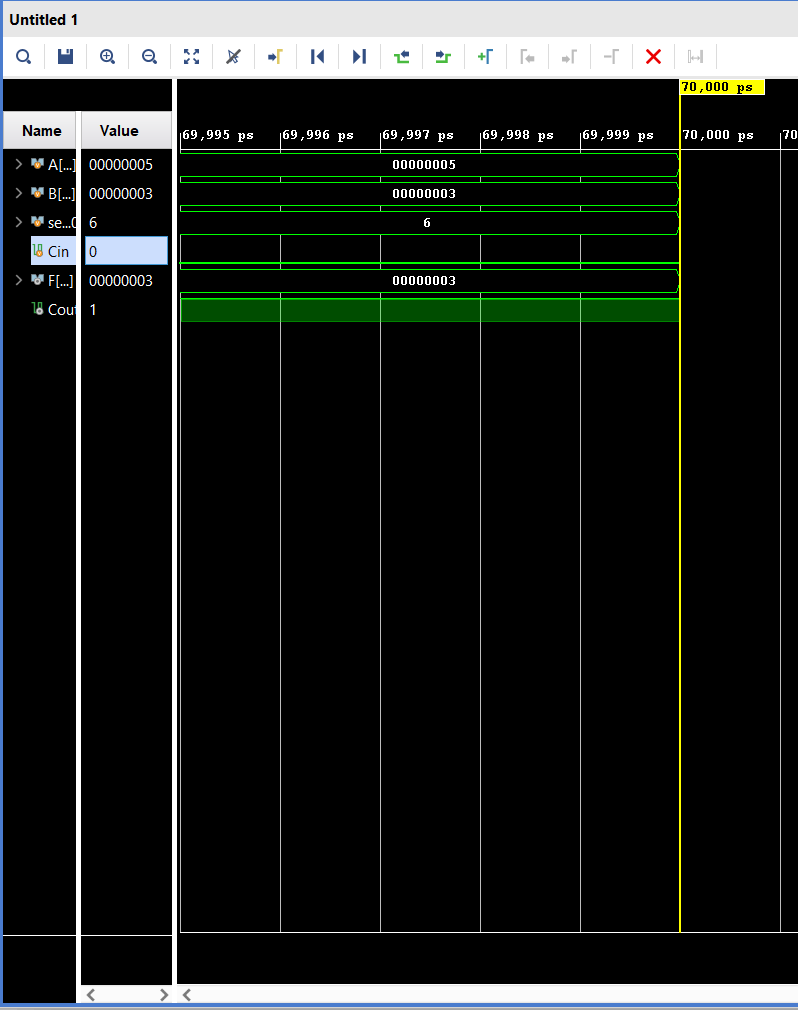 Untitled 1
70,000 ps
Name Value
69,995 ps 69,996 ps 69,997 ps 69,998 ps 69,999 ps 70,000 ps 70
A[...] 00000005 00000005
B[...] 00000003 00000003
se...0 6 6
Cin 0
F[...] 00000003 00000003
Cout 1